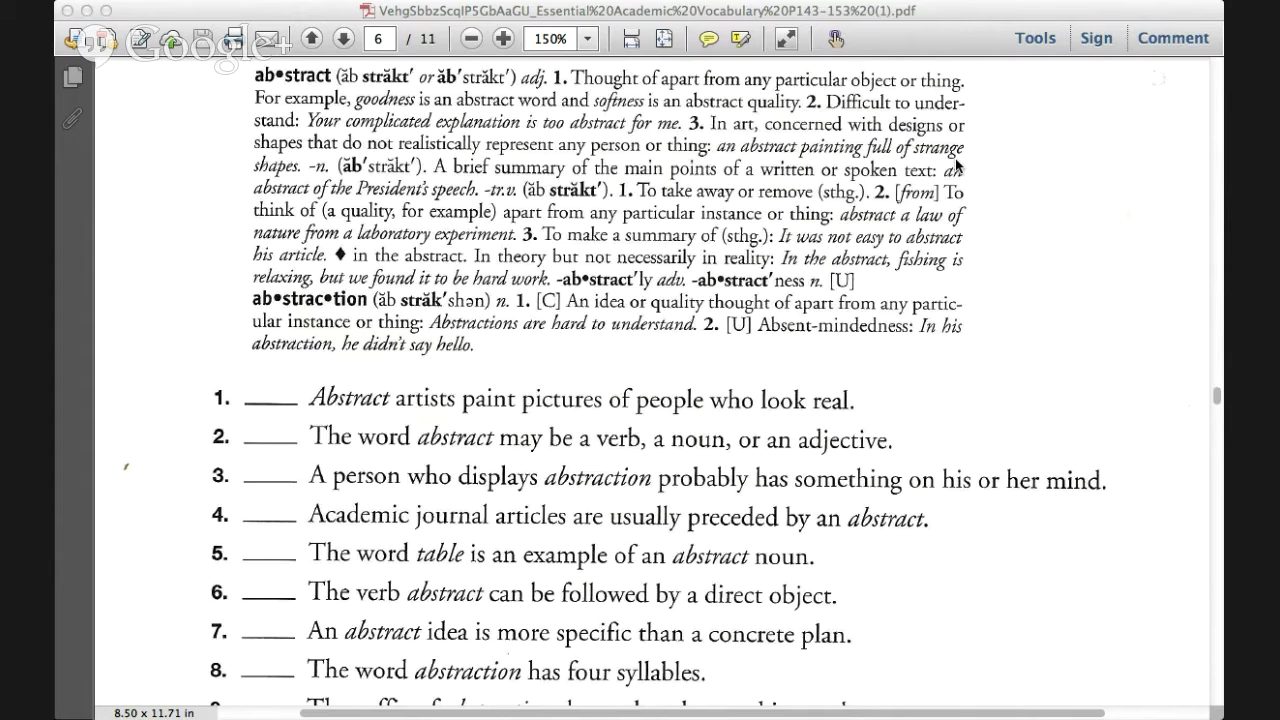 VehgSbbzScqlP5GbAaGU_Essential%20Academic%20Vocabulary%20P143-153%20(1).pdf
Google+
6 / 11 150% Tools Sign Comment
ab•stract (ăb străkt′ or ăb′străkt′) adj. 1. Thought of apart from any particular object or thing.
For example, goodness is an abstract word and softness is an abstract quality. 2. Difficult to under-
stand: Your complicated explanation is too abstract for me. 3. In art, concerned with designs or
shapes that do not realistically represent any person or thing: an abstract painting full of strange
shapes. -n. (ăb′străkt′). A brief summary of the main points of a written or spoken text: an
abstract of the President's speech. -tr.v. (ăb străkt′). 1. To take away or remove (sthg.). 2. [from] To
think of (a quality, for example) apart from any particular instance or thing: abstract a law of
nature from a laboratory experiment. 3. To make a summary of (sthg.): It was not easy to abstract
his article. ♦ in the abstract. In theory but not necessarily in reality: In the abstract, fishing is
relaxing, but we found it to be hard work. -ab•stract′ly adv. -ab•stract′ness n. [U]
ab•strac•tion (ăb străk′shən) n. 1. [C] An idea or quality thought of apart from any partic-
ular instance or thing: Abstractions are hard to understand. 2. [U] Absent-mindedness: In his
abstraction, he didn't say hello.
1. _____ Abstract artists paint pictures of people who look real.
2. _____ The word abstract may be a verb, a noun, or an adjective.
3. _____ A person who displays abstraction probably has something on his or her mind.
4. _____ Academic journal articles are usually preceded by an abstract.
5. _____ The word table is an example of an abstract noun.
6. _____ The verb abstract can be followed by a direct object.
7. _____ An abstract idea is more specific than a concrete plan.
8. _____ The word abstraction has four syllables.
8.50 x 11.71 in